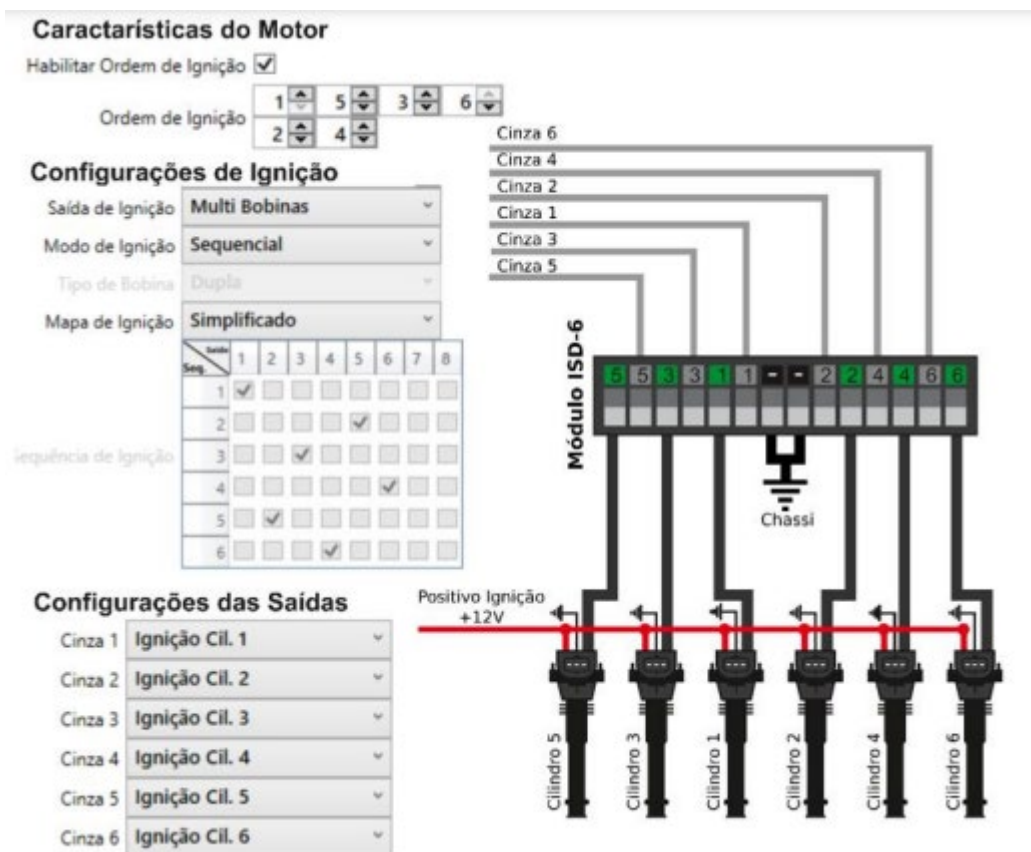 Caractarísticas do Motor
Habilitar Ordem de Ignição
Ordem de Ignição
1 5 3 6
2 4
Configurações de Ignição
Saída de Ignição Multi Bobinas
Modo de Ignição Sequencial
Tipo de Bobina Dupla
Mapa de Ignição Simplificado
Saída 1 2 3 4 5 6 7 8
Seq.
1
2
3
equência de Ignição
4
5
6
Configurações das Saídas
Cinza 1 Ignição Cil. 1
Cinza 2 Ignição Cil. 2
Cinza 3 Ignição Cil. 3
Cinza 4 Ignição Cil. 4
Cinza 5 Ignição Cil. 5
Cinza 6 Ignição Cil. 6
Cinza 6
Cinza 4
Cinza 2
Cinza 1
Cinza 3
Cinza 5
Módulo ISD-6
5 5 3 3 1 1 - - 2 2 4 4 6 6
Chassi
Positivo Ignição
+12V
Cilindro 5
Cilindro 3
Cilindro 1
Cilindro 2
Cilindro 4
Cilindro 6